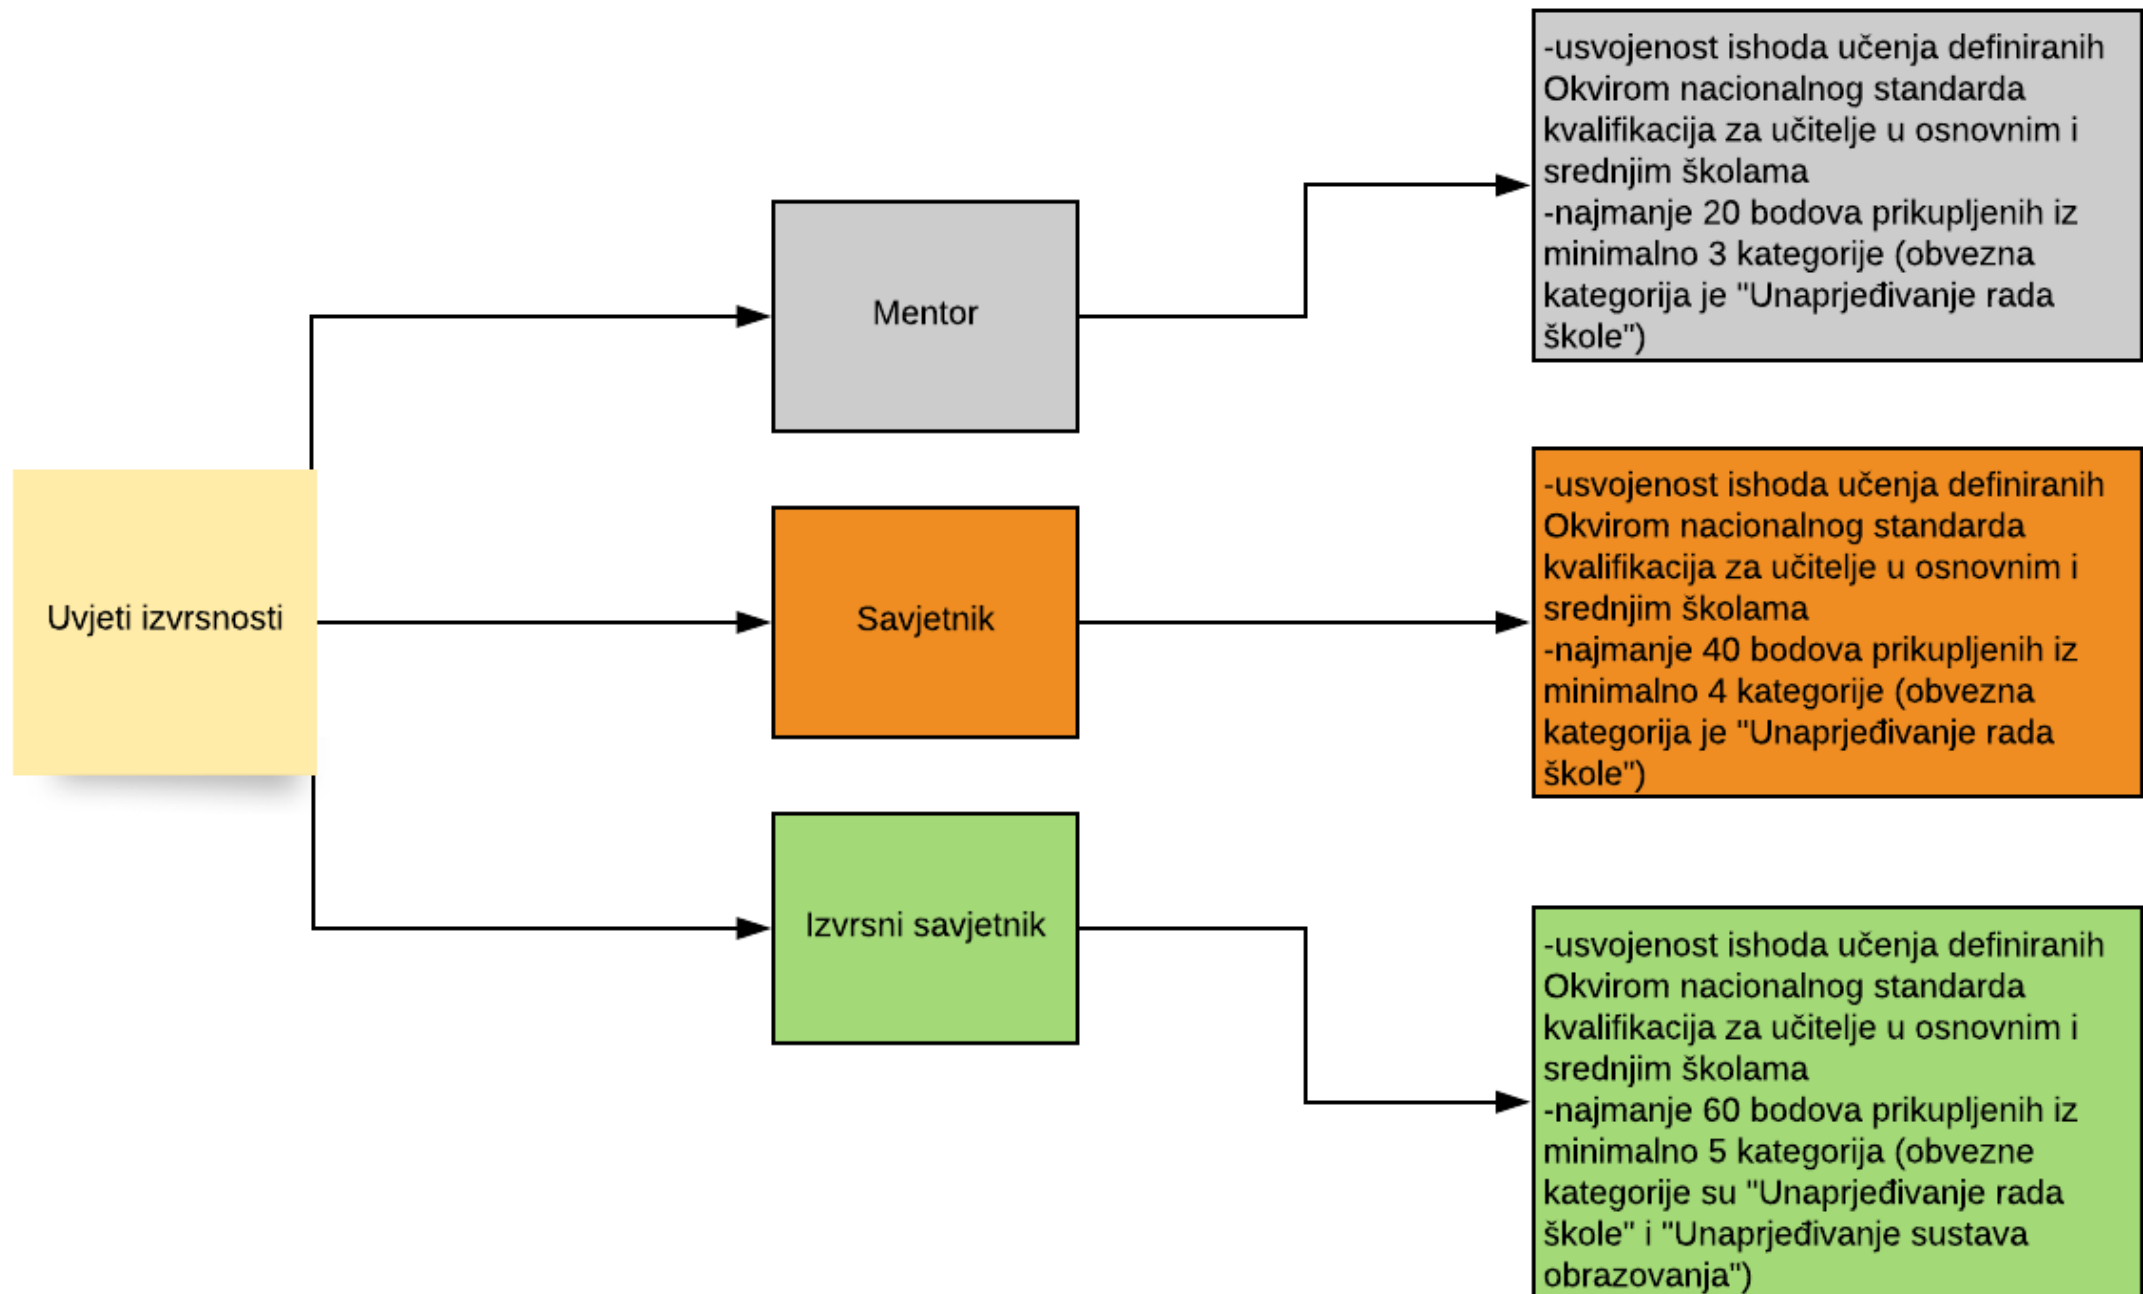 Uvjeti izvrsnosti
Mentor
-usvojenost ishoda učenja definiranih
Okvirom nacionalnog standarda
kvalifikacija za učitelje u osnovnim i
srednjim školama
-najmanje 20 bodova prikupljenih iz
minimalno 3 kategorije (obvezna
kategorija je "Unaprjeđivanje rada
škole")
Savjetnik
-usvojenost ishoda učenja definiranih
Okvirom nacionalnog standarda
kvalifikacija za učitelje u osnovnim i
srednjim školama
-najmanje 40 bodova prikupljenih iz
minimalno 4 kategorije (obvezna
kategorija je "Unaprjeđivanje rada
škole")
Izvrsni savjetnik
-usvojenost ishoda učenja definiranih
Okvirom nacionalnog standarda
kvalifikacija za učitelje u osnovnim i
srednjim školama
-najmanje 60 bodova prikupljenih iz
minimalno 5 kategorija (obvezne
kategorije su "Unaprjeđivanje rada
škole" i "Unaprjeđivanje sustava
obrazovanja")